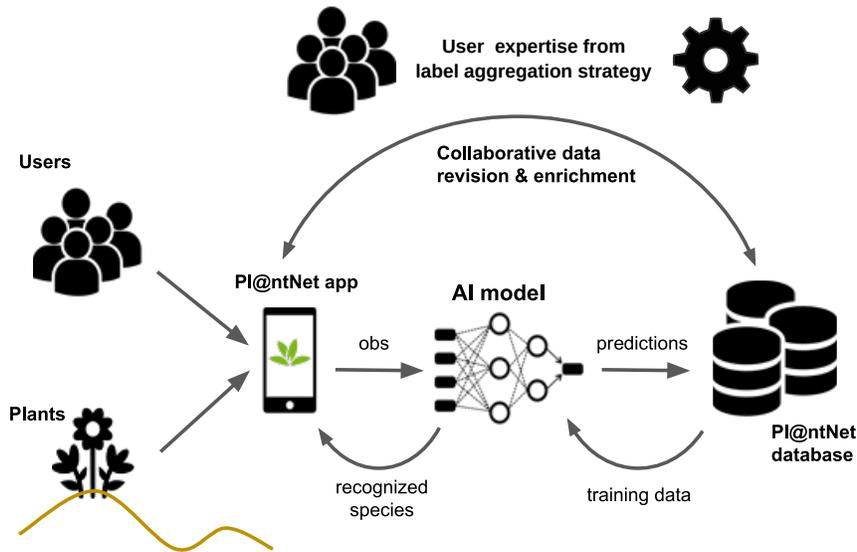 User expertise from
label aggregation strategy
Collaborative data
revision & enrichment
Users
Pl@ntNet app
AI model
obs
predictions
Plants
Pl@ntNet
database
recognized
species
training data